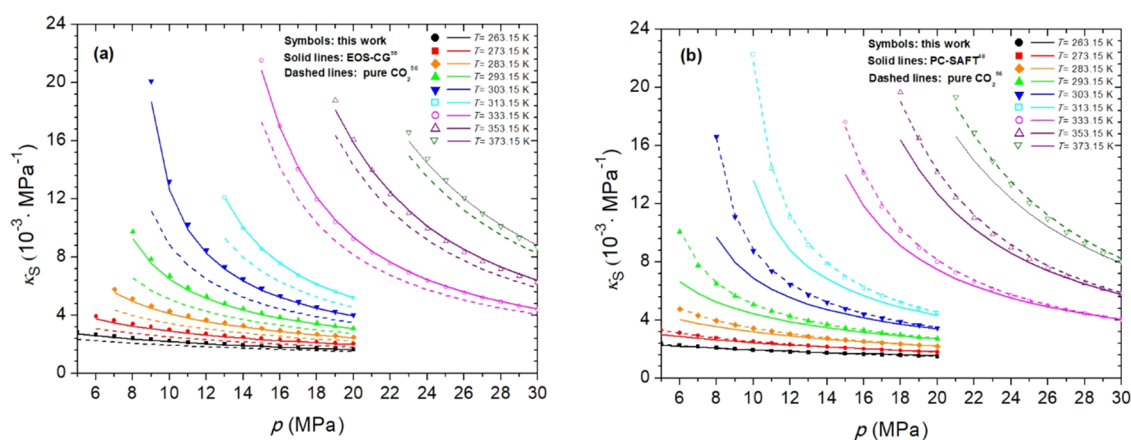 (a)
Symbols: this work
Solid lines: EOS-CG55
Dashed lines: pure CO2 56
T= 263.15 K
T= 273.15 K
T= 283.15 K
T= 293.15 K
T= 303.15 K
T= 313.15 K
T= 333.15 K
T= 353.15 K
T= 373.15 K
24
20
16
12
8
4
0
κS (10-3· MPa-1)
6 8 10 12 14 16 18 20 22 24 26 28 30
p (MPa)
(b)
Symbols: this work
Solid lines: PC-SAFT
Dashed lines: pure CO2 56
T= 263.15 K
T= 273.15 K
T= 283.15 K
T= 293.15 K
T= 303.15 K
T= 313.15 K
T= 333.15 K
T= 353.15 K
T= 373.15 K
24
20
16
12
8
4
0
κS (10-3· MPa-1)
6 8 10 12 14 16 18 20 22 24 26 28 30
p (MPa)